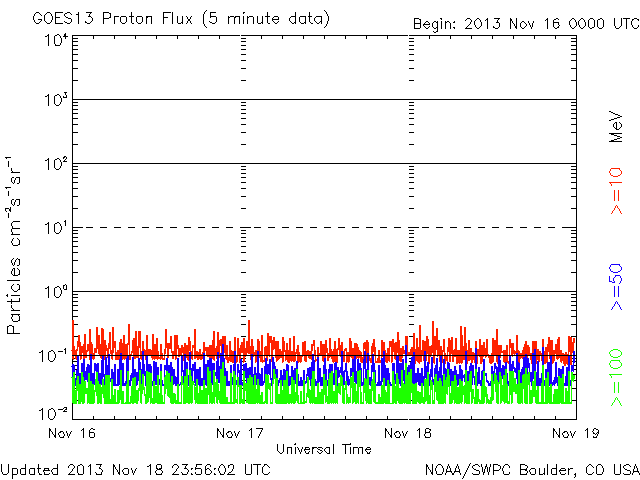 GOES13 Proton Flux (5 minute data)
Begin: 2013 Nov 16 0000 UTC
10⁴
10³
10²
10¹
10⁰
10⁻¹
10⁻²
Particles cm⁻²s⁻¹sr⁻¹
MeV
>=10
>=50
>=100
Nov 16
Nov 17
Nov 18
Nov 19
Universal Time
Updated 2013 Nov 18 23:56:02 UTC
NOAA/SWPC Boulder, CO USA